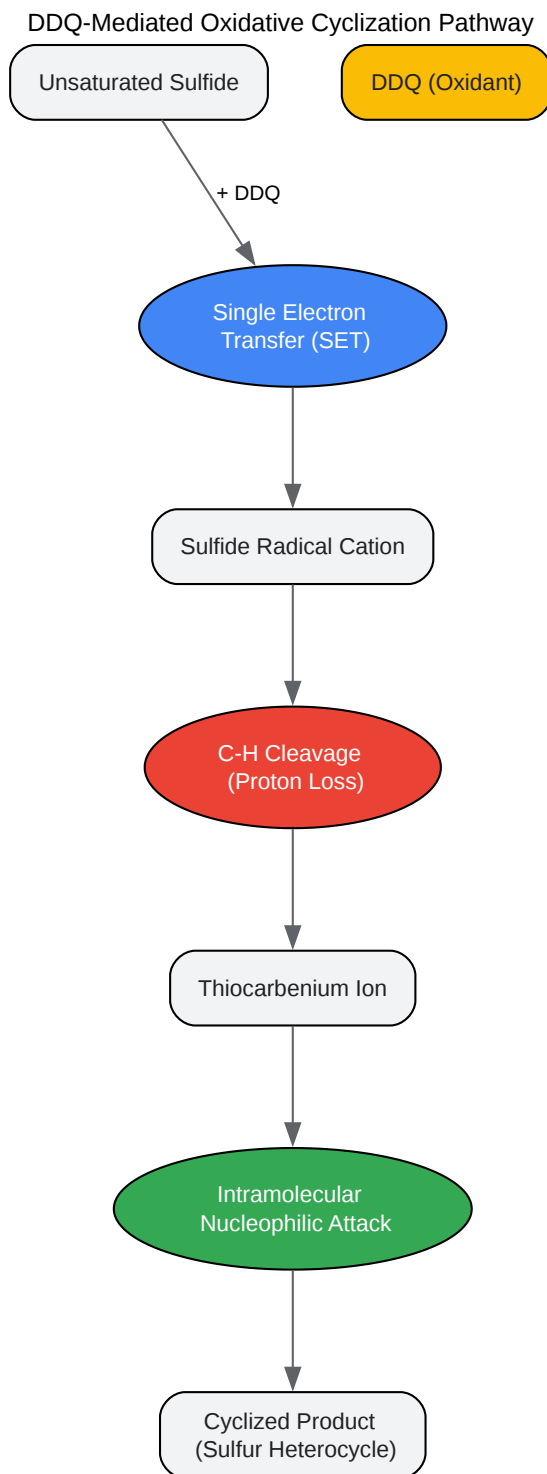 DDQ-Mediated Oxidative Cyclization Pathway
Unsaturated Sulfide
DDQ (Oxidant)
+ DDQ
Single Electron
Transfer (SET)
Sulfide Radical Cation
C-H Cleavage
(Proton Loss)
Thiocarbenium Ion
Intramolecular
Nucleophilic Attack
Cyclized Product
(Sulfur Heterocycle)